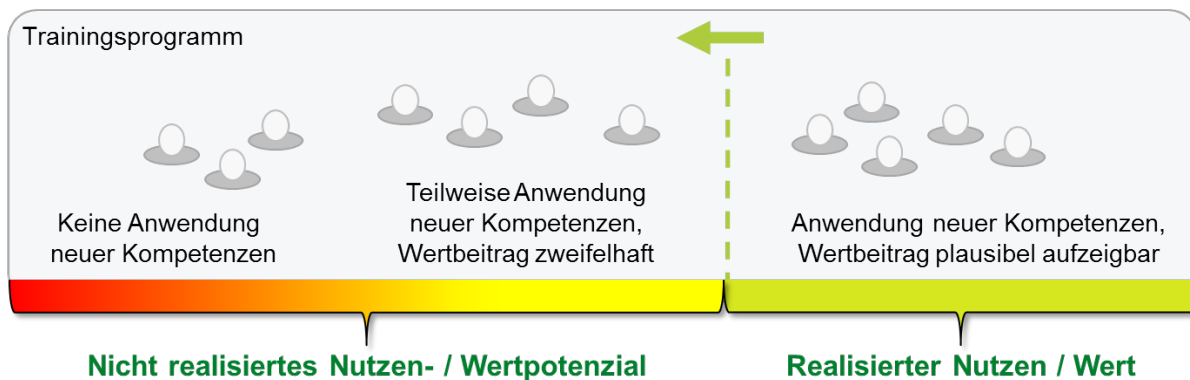 Trainingsprogramm
Keine Anwendung
neuer Kompetenzen
Teilweise Anwendung
neuer Kompetenzen,
Wertbeitrag zweifelhaft
Anwendung neuer Kompetenzen,
Wertbeitrag plausibel aufzeigbar
Nicht realisiertes Nutzen- / Wertpotenzial
Realisierter Nutzen / Wert